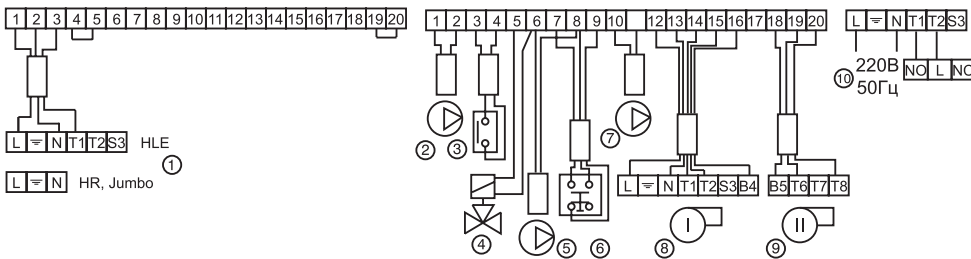 1 2 3 4 5 6 7 8 9 10 11 12 13 14 15 16 17 18 19 20
1 2 3 4 5 6 7 8 9 10 12 13 14 15 16 17 18 19 20
L N T1 T2 S3
10 220В
50Гц
NO L NO
L N T1 T2 S3 HLE
1
L N HR, Jumbo
2 3 7
L N T1 T2 S3 B4
B5 T6 T7 T8
4 5 6 8 I 9 II